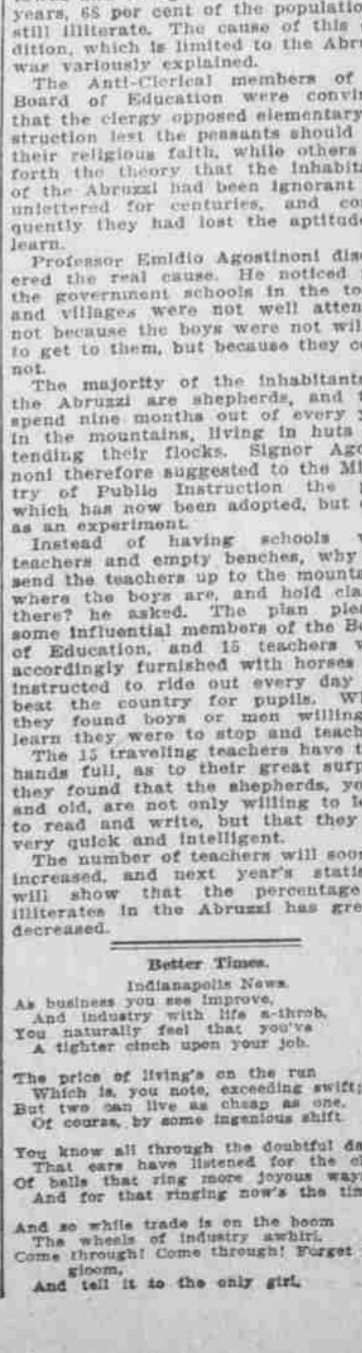 years, 68 per cent of the population
still illiterate. The cause of this
dition, which is limited to the Abru
was variously explained.
The Anti-Clerical members of
Board of Education were convin
that the clergy opposed elementary
struction lest the peasants should
their religious faith, while others
forth the theory that the inhabita
of the Abruzzi had been ignorant
unlettered for centuries, and co
quently they had lost the aptitude
learn.
Professor Emidio Agostinoni disc
ered the real cause. He noticed
the government schools in the to
and villages were not well atten
not because the boys were not will
to get to them, but because they co
not.
The majority of the inhabitants
the Abruzzi are shepherds, and t
spend nine months out of every
in the mountains, living in huts
tending their flocks. Signor Ago
noni therefore suggested to the Mi
try of Public Instruction the
which has now been adopted, but
as an experiment.
Instead of having schools w
teachers and empty benches, why
send the teachers up to the mounta
where the boys are, and hold cla
there? he asked. The plan plea
some influential members of the Bo
of Education, and 15 teachers w
accordingly furnished with horses
instructed to ride out every day
beat the country for pupils. Wh
they found boys or men willing
learn they were to stop and teach
The 15 traveling teachers have t
hands full, as to their great surp
they found that the shepherds, yo
and old, are not only willing to le
to read and write, but that they
very quick and intelligent.
The number of teachers will soon
increased, and next year's statis
will show that the percentage
illiterates in the Abruzzi has gre
decreased.
Better Times.
Indianapolis News.
As business you see improve,
And industry with life a-throb,
You naturally feel that you've
A tighter cinch upon your job.
The price of living's on the run
Which is, you note, exceeding swift;
But two can live as cheap as one,
Of course, by some ingenious shift.
You know all through the doubtful da
That ears have listened for the
Of bells that ring more joyous way
And for that ringing now's the tim
And so while trade is on the boom
The wheels of industry awhirl,
Come through! Come through! Forget
gloom,
And tell it to the only girl.